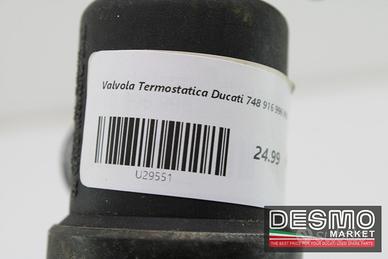 Valvola Termostatica Ducati 748 916 996
24.99
U29551
DESMO
MARKET
THE BEST PRICE FOR YOUR DUCATI USED SPARE PARTS